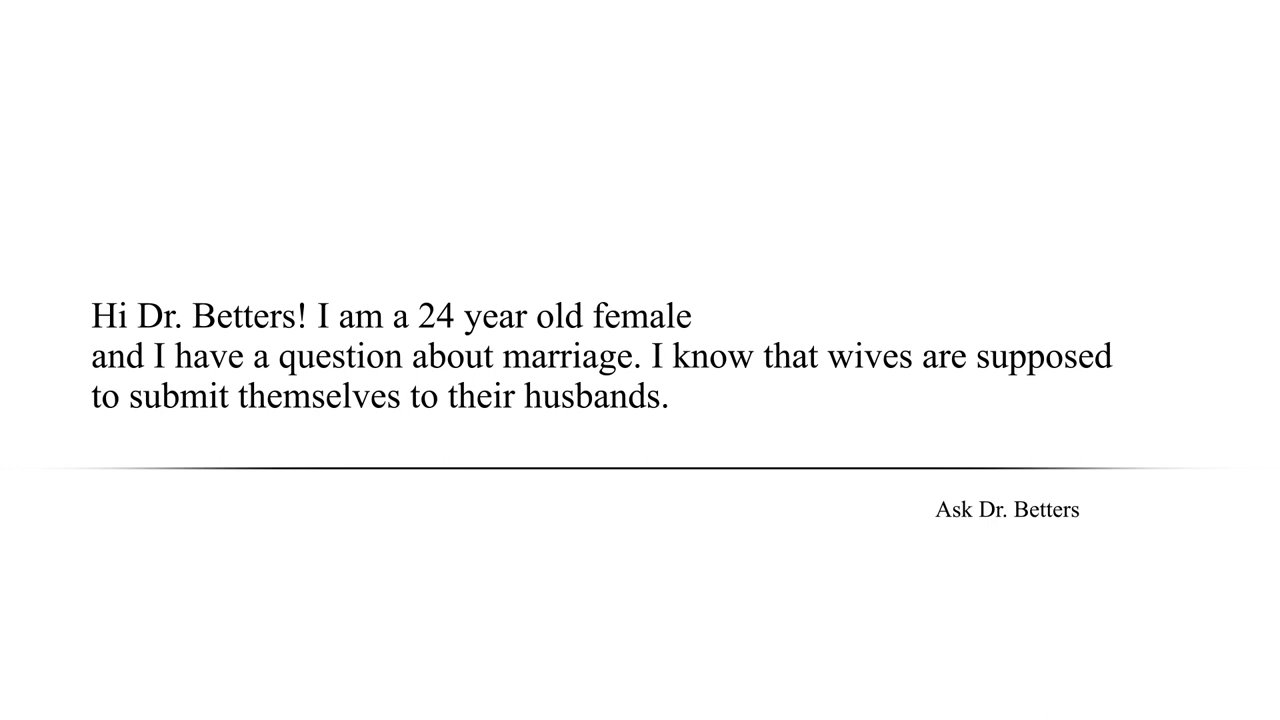 Hi Dr. Betters! I am a 24 year old female
and I have a question about marriage. I know that wives are supposed
to submit themselves to their husbands.
Ask Dr. Betters